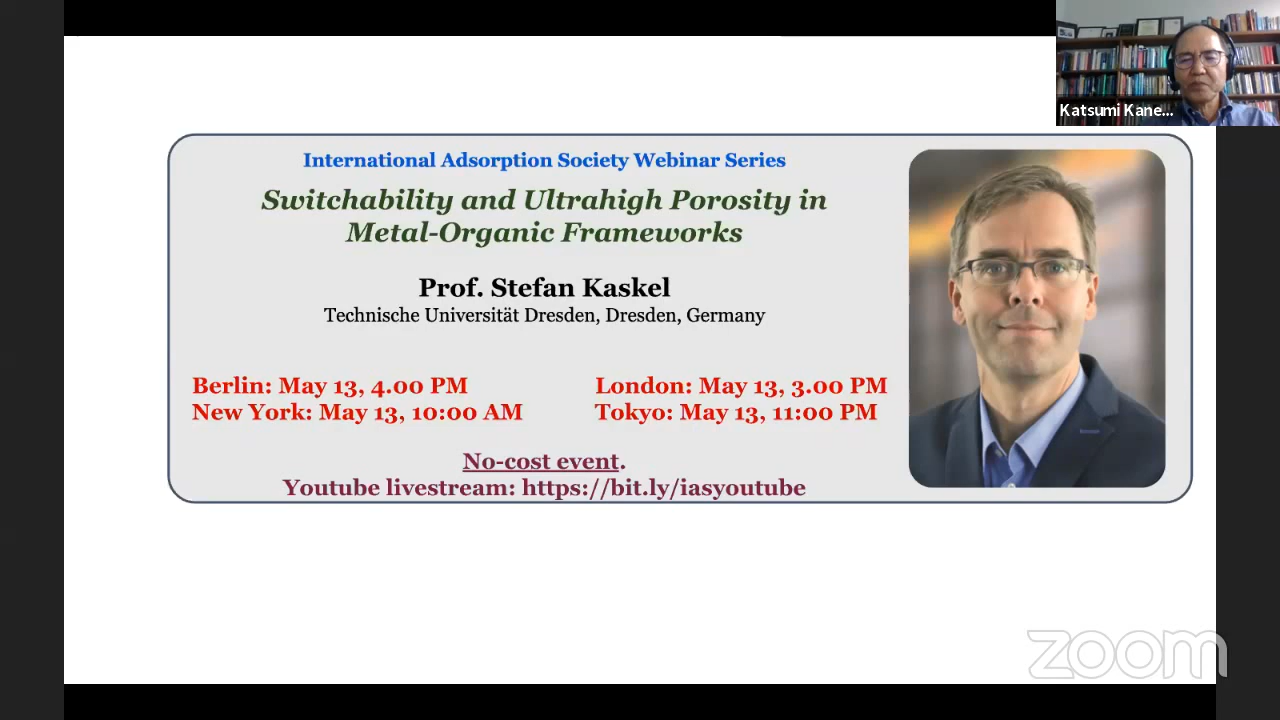 Katsumi Kane...
International Adsorption Society Webinar Series
Switchability and Ultrahigh Porosity in
Metal-Organic Frameworks
Prof. Stefan Kaskel
Technische Universität Dresden, Dresden, Germany
Berlin: May 13, 4.00 PM
London: May 13, 3.00 PM
New York: May 13, 10:00 AM
Tokyo: May 13, 11:00 PM
No-cost event.
Youtube livestream: https://bit.ly/iasyoutube
zoom